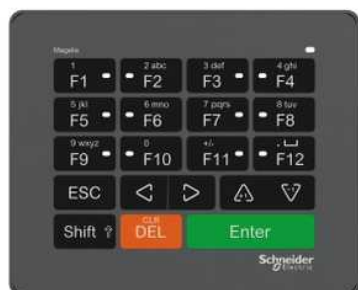 Magelis
1 2 abc 3 def 4 ghi
F1 F2 F3 F4
5 jkl 6 mno 7 pqrs 8 tuv
F5 F6 F7 F8
9 wxyz 0 +/- .
F9 F10 F11 F12
ESC
CLR
Shift DEL Enter
Schneider
Electric